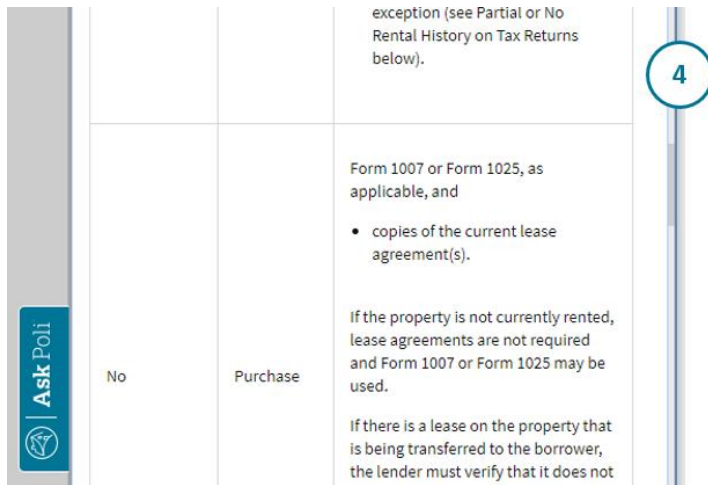 exception (see Partial or No
Rental History on Tax Returns
below).
4
Form 1007 or Form 1025, as
applicable, and
• copies of the current lease
agreement(s).
If the property is not currently rented,
lease agreements are not required
and Form 1007 or Form 1025 may be
used.
No
Purchase
If there is a lease on the property that
is being transferred to the borrower,
the lender must verify that it does not
Ask Poli